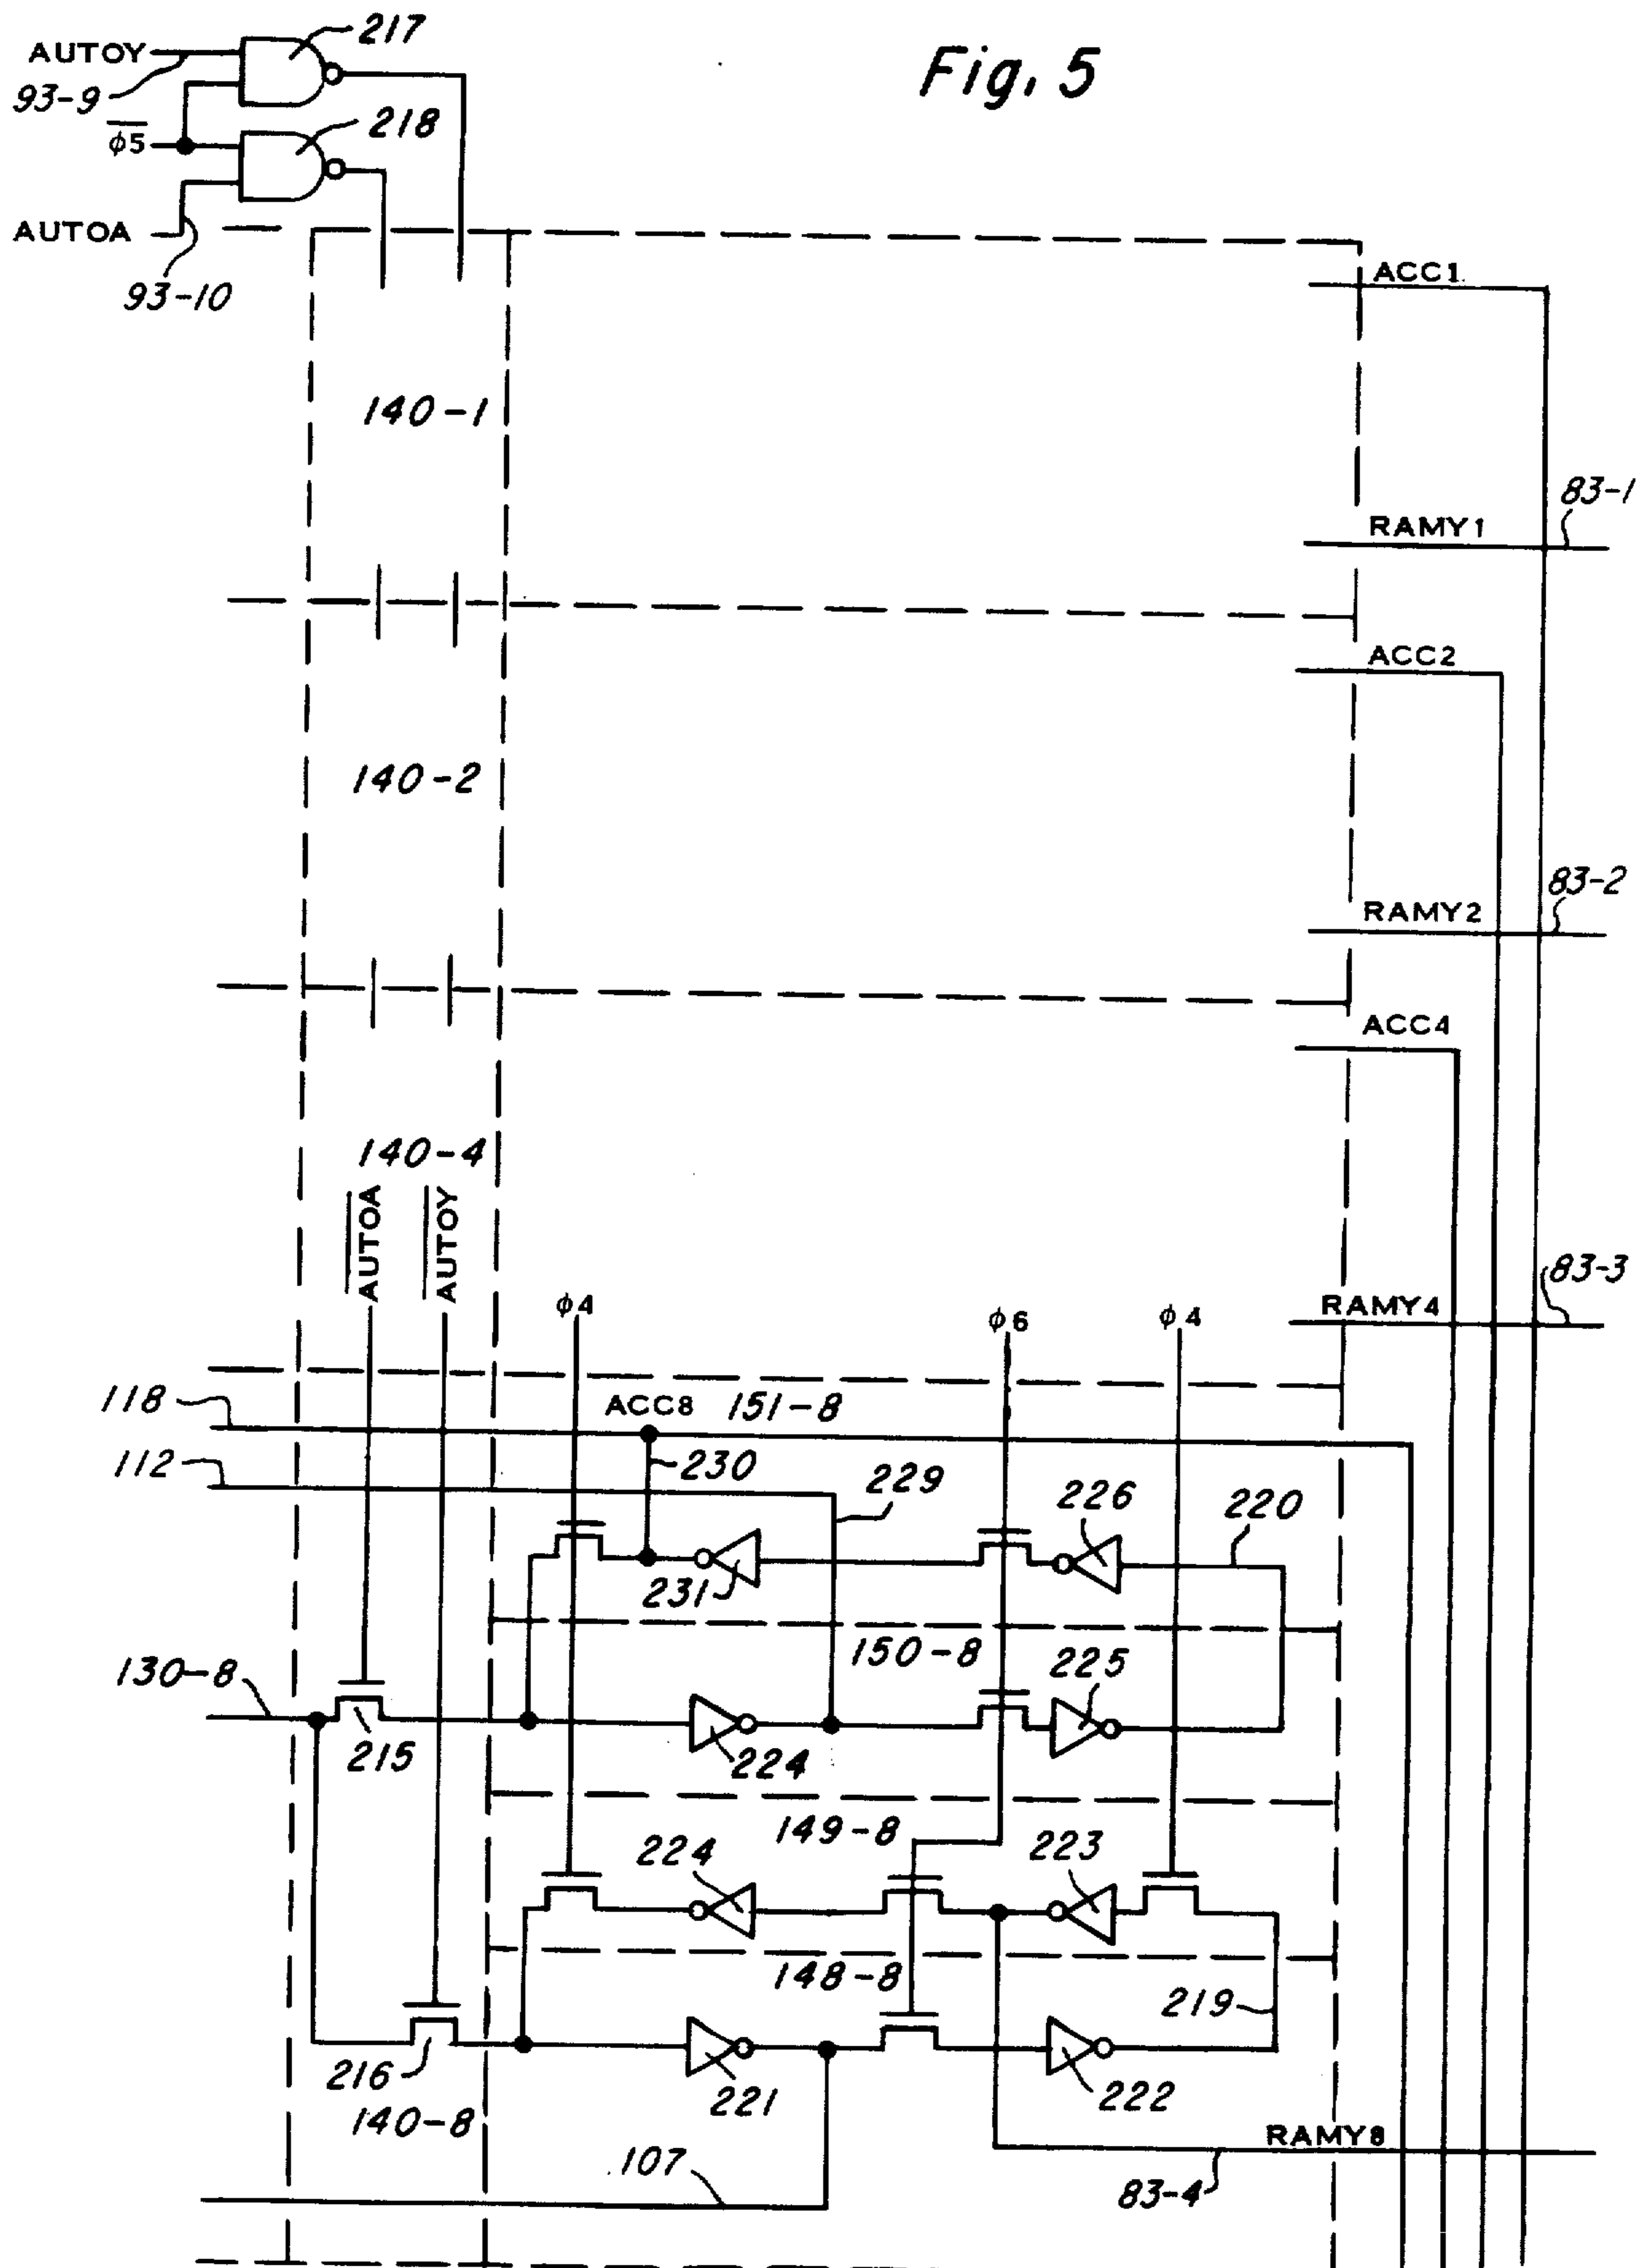 Fig. 5
217
AUTOY
93-9
218
φ5
AUTOA
93-10
ACC1
140-1
83-1
RAMY1
ACC2
140-2
83-2
RAMY2
ACC4
140-4
AUTOA
AUTOY
83-3
φ4
φ6
φ4
RAMY4
118
ACC8
151-8
112
230
229
226
220
231
150-8
130-8
225
215
224
149-8
224
223
148-8
219
216
221
222
140-8
RAMY8
107
83-4